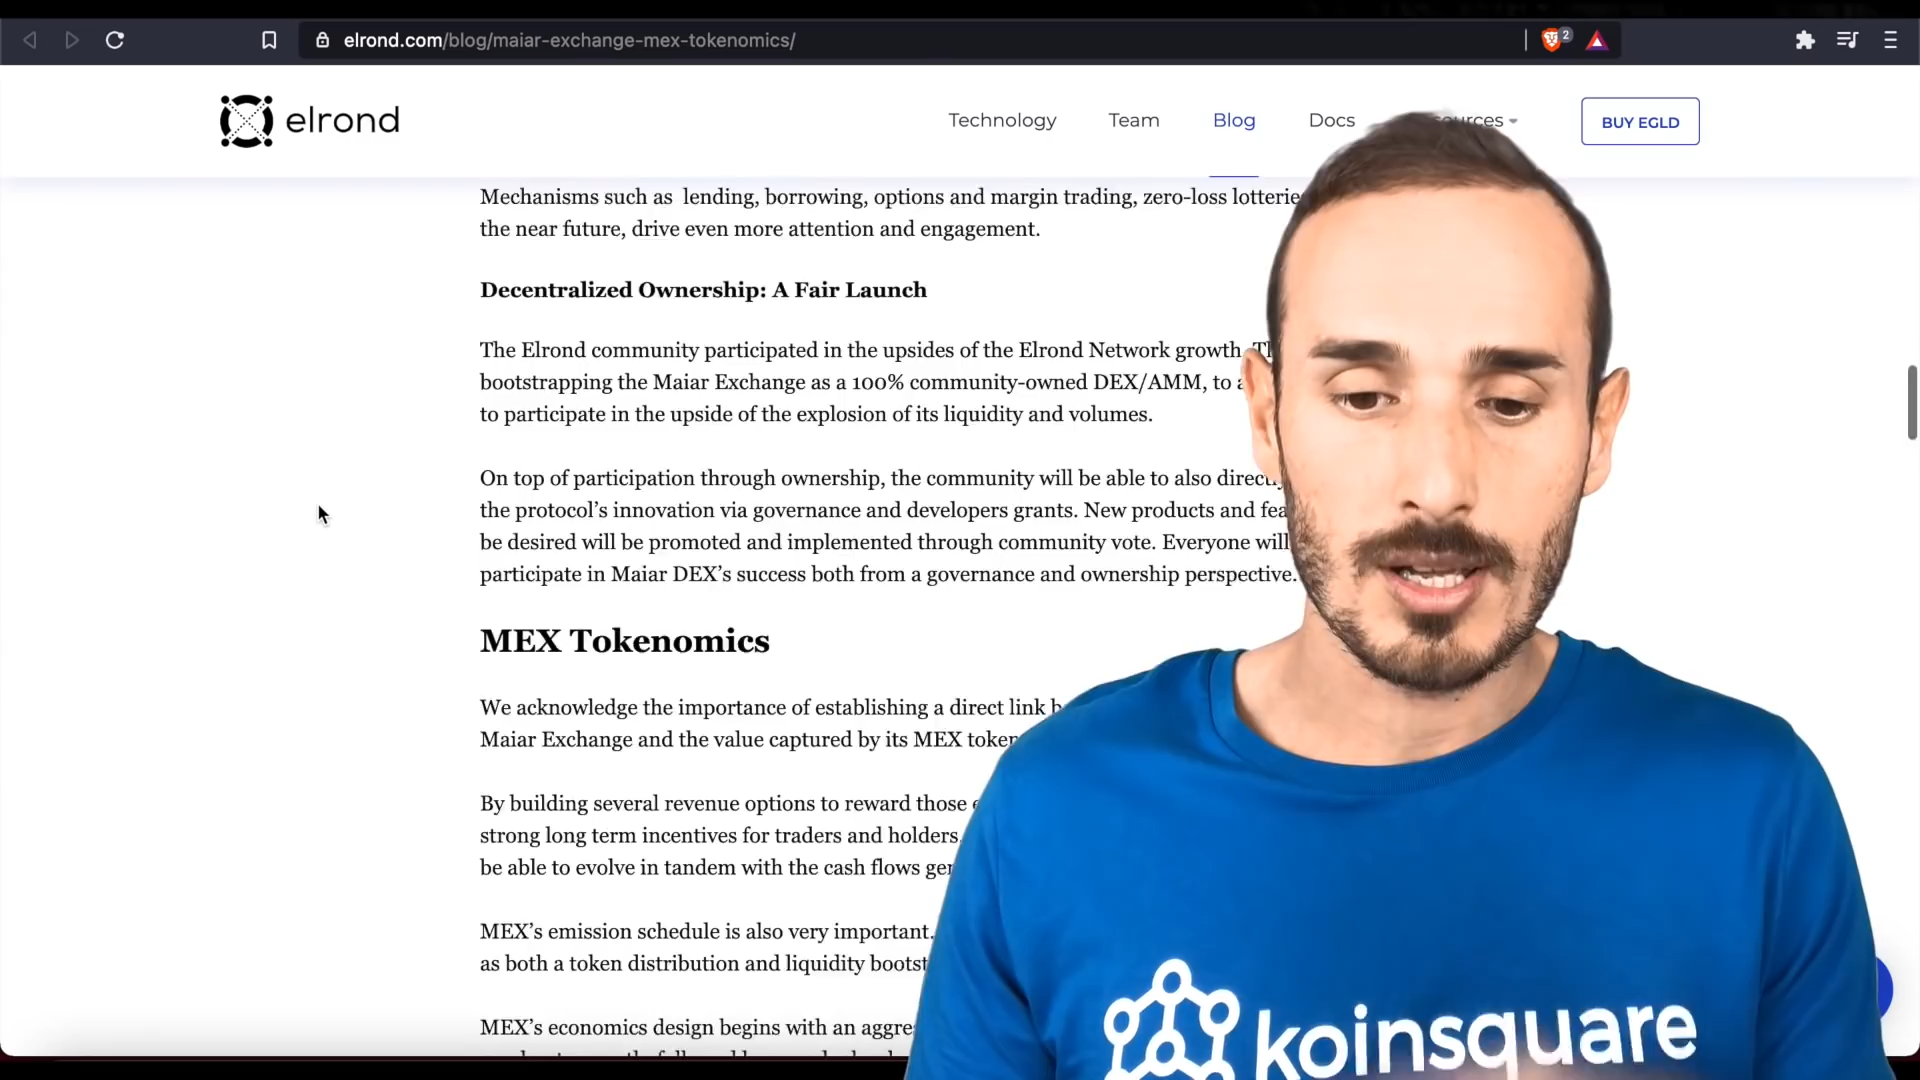 elrond.com/blog/maiar-exchange-mex-tokenomics/
2
elrond
Technology
Team
Blog
Docs
BUY EGLD
Mechanisms such as lending, borrowing, options and margin trading, zero-loss
the near future, drive even more attention and engagement.
Decentralized Ownership: A Fair Launch
The Elrond community participated in the upsides of the Elrond Network growth.
bootstrapping the Maiar Exchange as a 100% community-owned DEX/AMM, to
to participate in the upside of the explosion of its liquidity and volumes.
On top of participation through ownership, the community will be able to also
the protocol’s innovation via governance and developers grants. New products and
be desired will be promoted and implemented through community vote. Everyone will
participate in Maiar DEX’s success both from a governance and ownership perspective.
MEX Tokenomics
We acknowledge the importance of establishing a direct link
Maiar Exchange and the value captured by its MEX
By building several revenue options to reward those
strong long term incentives for traders and holders
be able to evolve in tandem with the cash flows
MEX’s emission schedule is also very important.
as both a token distribution and liquidity
MEX’s economics design begins with an
koinsquare